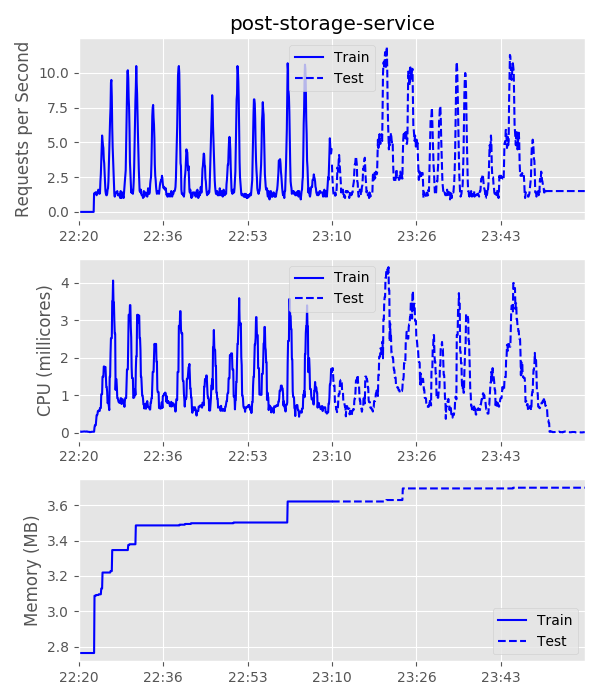 post-storage-service
Requests per Second
10.0
7.5
5.0
2.5
0.0
Train
Test
22:20 22:36 22:53 23:10 23:26 23:43
CPU (millicores)
4
3
2
1
0
Train
Test
22:20 22:36 22:53 23:10 23:26 23:43
Memory (MB)
3.6
3.4
3.2
3.0
2.8
Train
Test
22:20 22:36 22:53 23:10 23:26 23:43